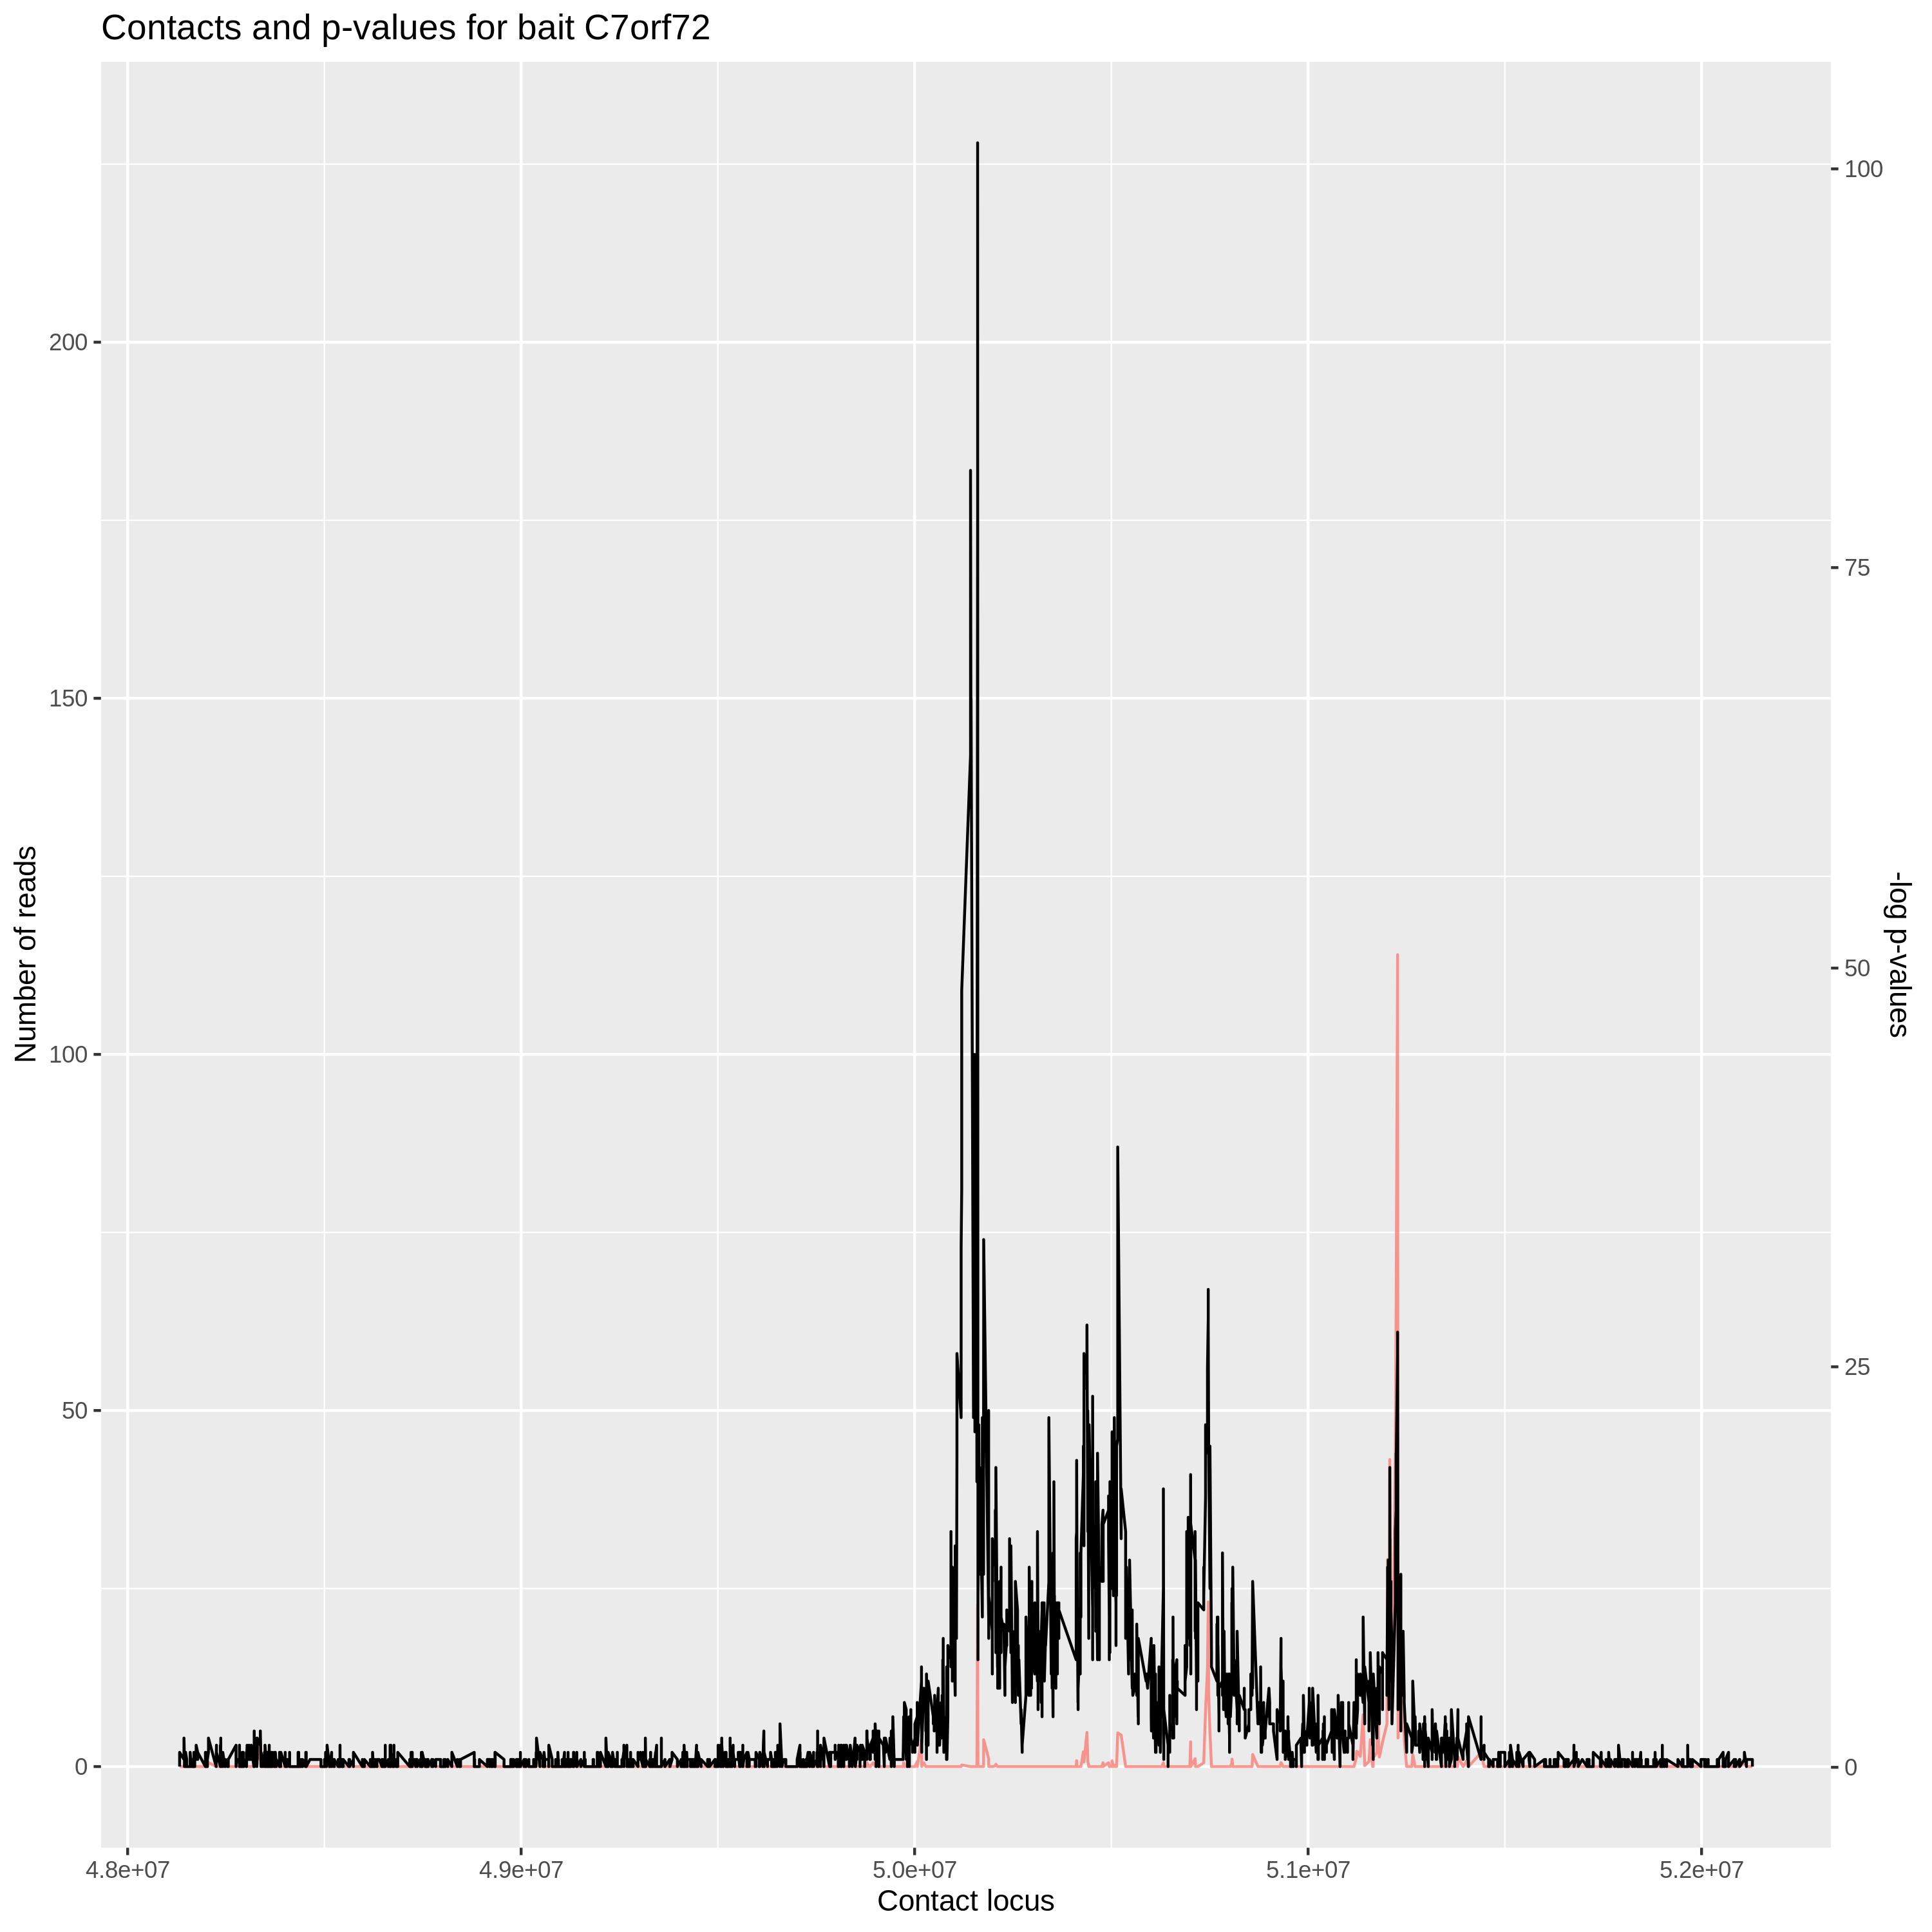 Contacts and p-values for bait C7orf72
Number of reads
200
150
100
50
0
100
75
50
25
0
-log p-values
4.8e+07
4.9e+07
5.0e+07
5.1e+07
5.2e+07
Contact locus